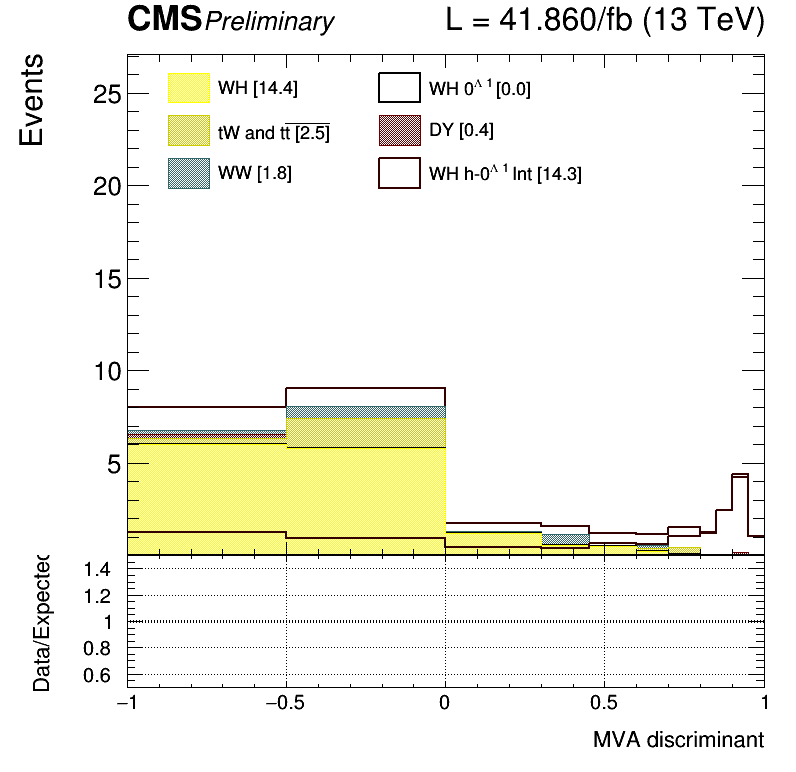 CMS Preliminary L = 41.860/fb (13 TeV)
Events
WH [14.4] WH 0^Λ1 [0.0]
tW and tt [2.5] DY [0.4]
WW [1.8] WH h-0^Λ1 Int [14.3]
25
20
15
10
5
Data/Expected
1.4
1.2
1
0.8
0.6
−1 −0.5 0 0.5 1
MVA discriminant